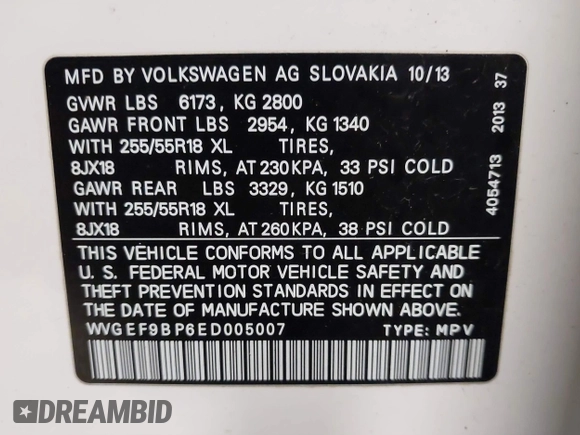 MFD BY VOLKSWAGEN AG SLOVAKIA 10/13
GVWR LBS 6173, KG 2800
GAWR FRONT LBS 2954, KG 1340
WITH 255/55R18 XL TIRES,
8JX18 RIMS, AT 230 KPA, 33 PSI COLD
GAWR REAR LBS 3329, KG 1510
WITH 255/55R18 XL TIRES,
8JX18 RIMS, AT 260 KPA, 38 PSI COLD
THIS VEHICLE CONFORMS TO ALL APPLICABLE
U. S. FEDERAL MOTOR VEHICLE SAFETY AND
THEFT PREVENTION STANDARDS IN EFFECT ON
THE DATE OF MANUFACTURE SHOWN ABOVE.
WVGEF9BP6ED005007 TYPE: MPV
4054713 2013 37
DREAMBID